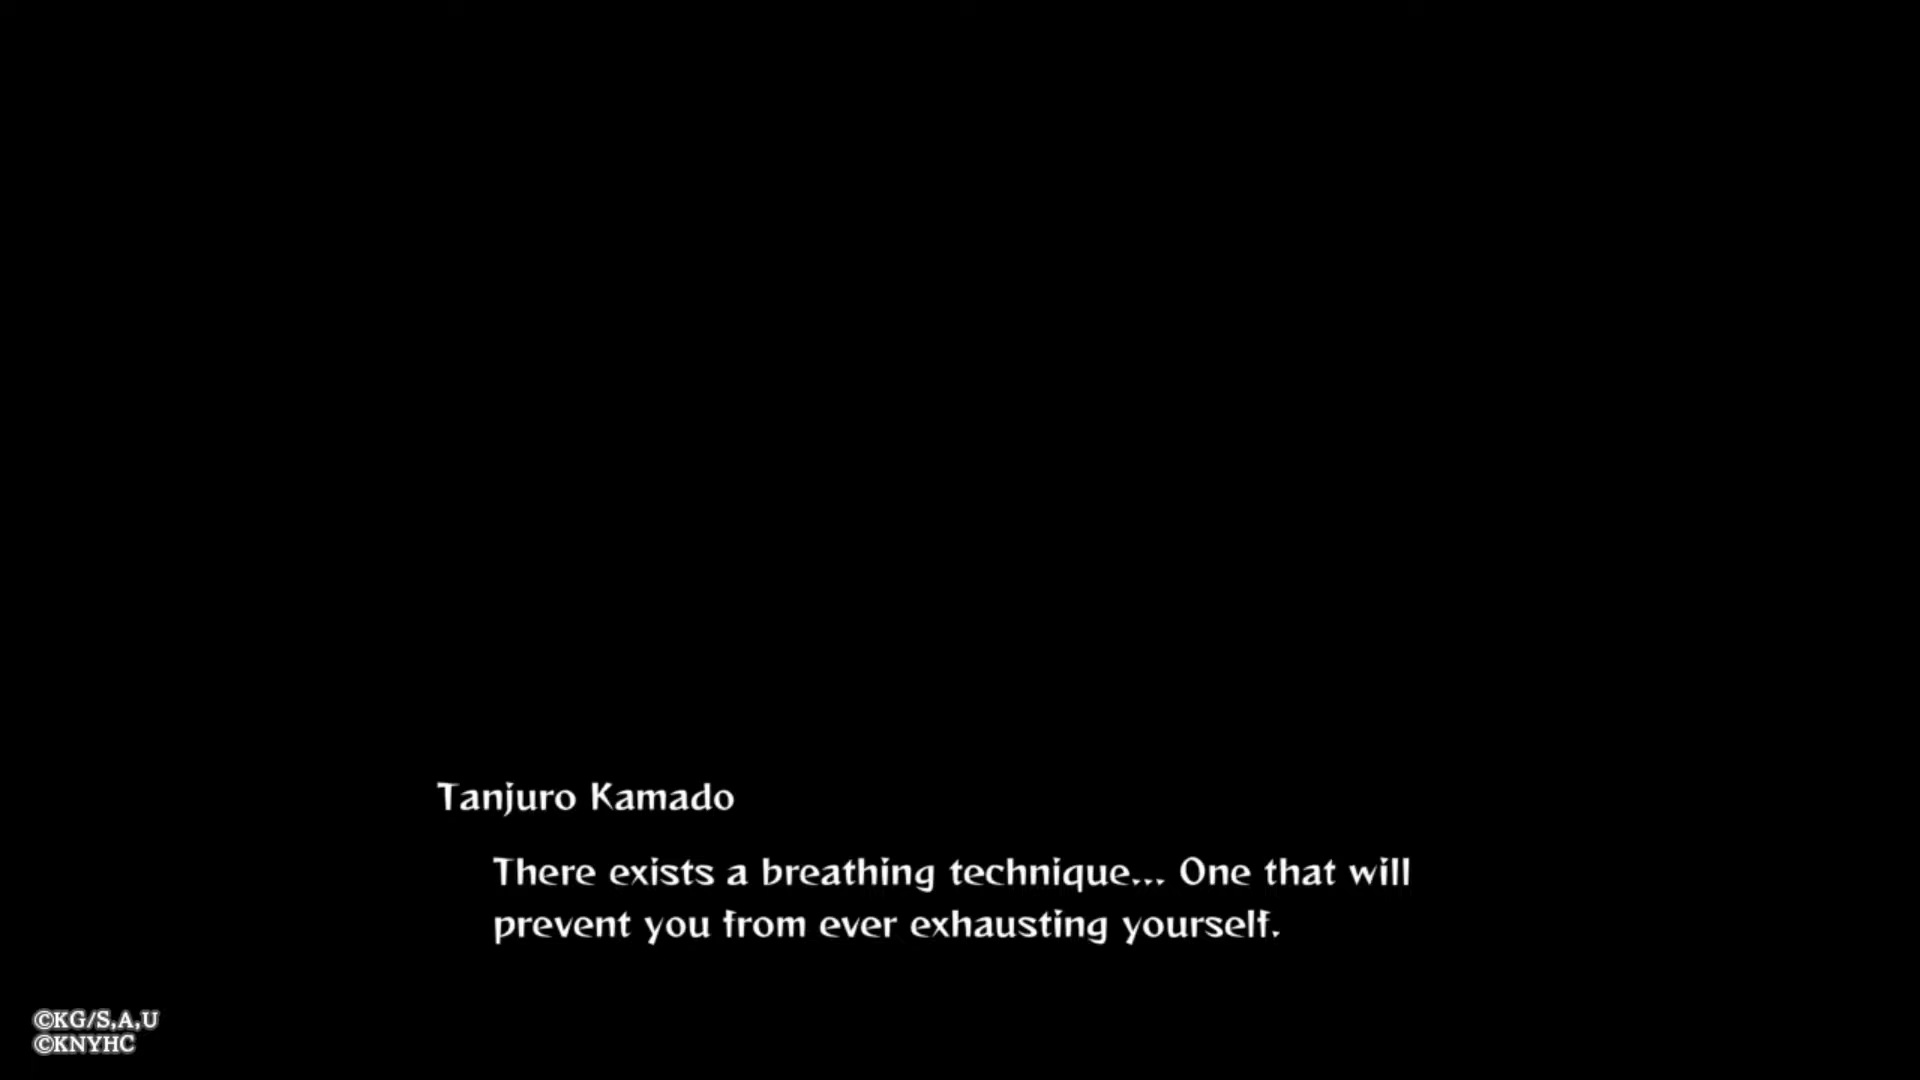 Tanjuro Kamado
There exists a breathing technique... One that will
prevent you from ever exhausting yourself.
©KG/S,A,U
©KNYHC